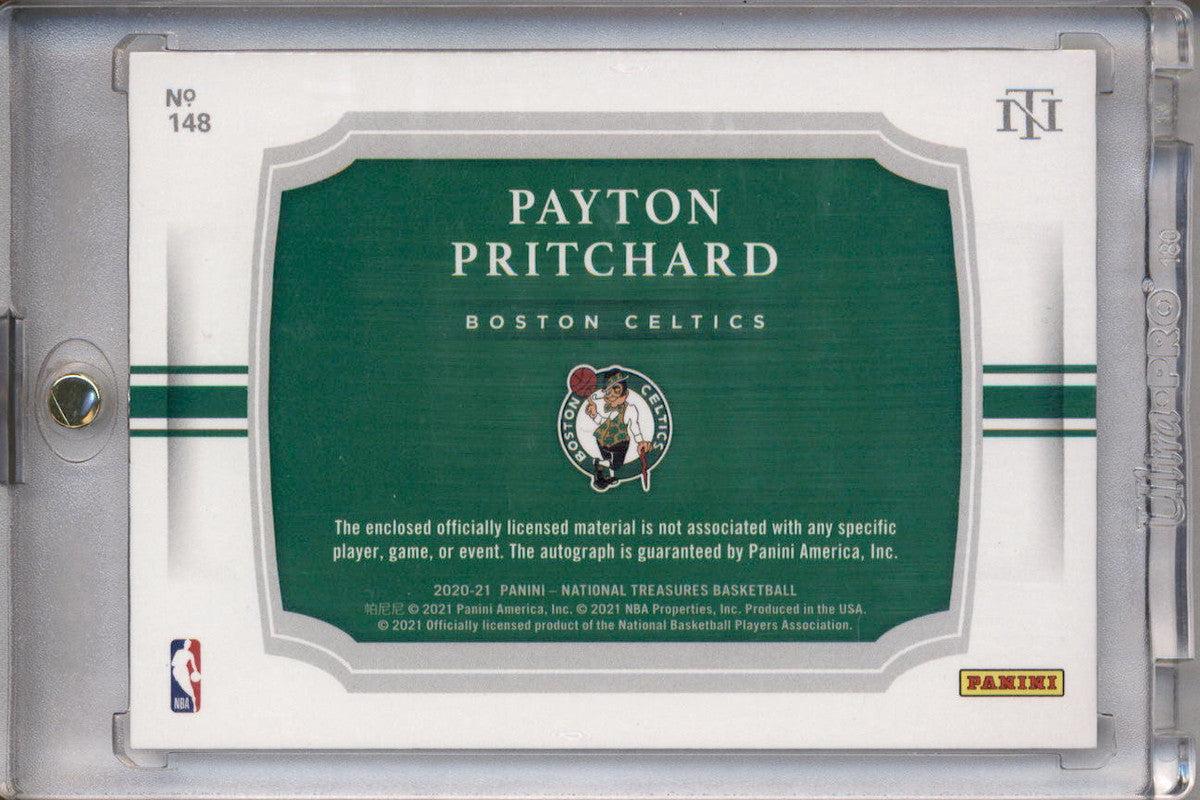 Nº
148
PAYTON
PRITCHARD
BOSTON CELTICS
BOSTON CELTICS
The enclosed officially licensed material is not associated with any specific
player, game, or event. The autograph is guaranteed by Panini America, Inc.
2020-21 PANINI – NATIONAL TREASURES BASKETBALL
帕尼尼 © 2021 Panini America, Inc. © 2021 NBA Properties, Inc. Produced in the USA.
© 2021 Officially licensed product of the National Basketball Players Association.
NBA
PANINI
Ultra PRO® 180